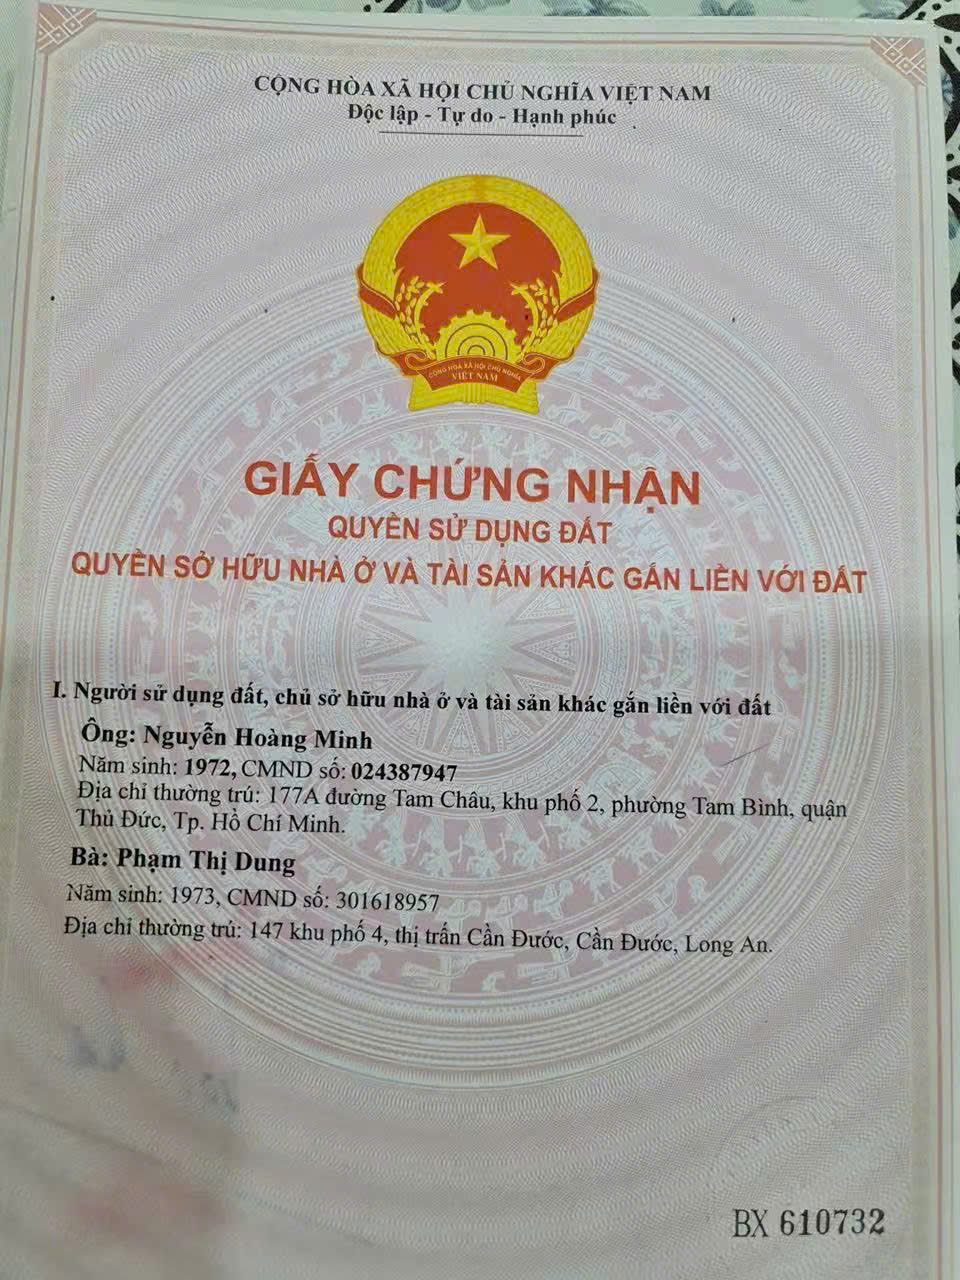 CỘNG HÒA XÃ HỘI CHỦ NGHĨA VIỆT NAM
Độc lập - Tự do - Hạnh phúc
CỘNG HÒA XÃ HỘI CHỦ NGHĨA
VIỆT NAM
GIẤY CHỨNG NHẬN
QUYỀN SỬ DỤNG ĐẤT
QUYỀN SỞ HỮU NHÀ Ở VÀ TÀI SẢN KHÁC GẮN LIỀN VỚI ĐẤT
I. Người sử dụng đất, chủ sở hữu nhà ở và tài sản khác gắn liền với đất
Ông: Nguyễn Hoàng Minh
Năm sinh: 1972, CMND số: 024387947
Địa chỉ thường trú: 177A đường Tam Châu, khu phố 2, phường Tam Bình, quận
Thủ Đức, Tp. Hồ Chí Minh.
Bà: Phạm Thị Dung
Năm sinh: 1973, CMND số: 301618957
Địa chỉ thường trú: 147 khu phố 4, thị trấn Cần Đước, Cần Đước, Long An.
BX 610732